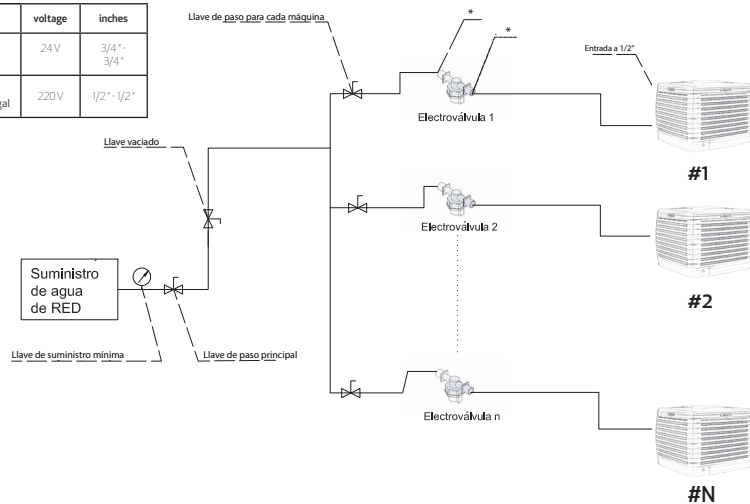 voltage inches
24 V 3/4"-
3/4"
gal 220 V 1/2"-1/2"
Llave de paso para cada máquina
*
*
Entrada a 1/2"
Electroválvula 1
#1
Llave vaciado
Electroválvula 2
#2
Suministro
de agua
de RED
Llave de suministro mínima
Llave de paso principal
Electroválvula n
#N